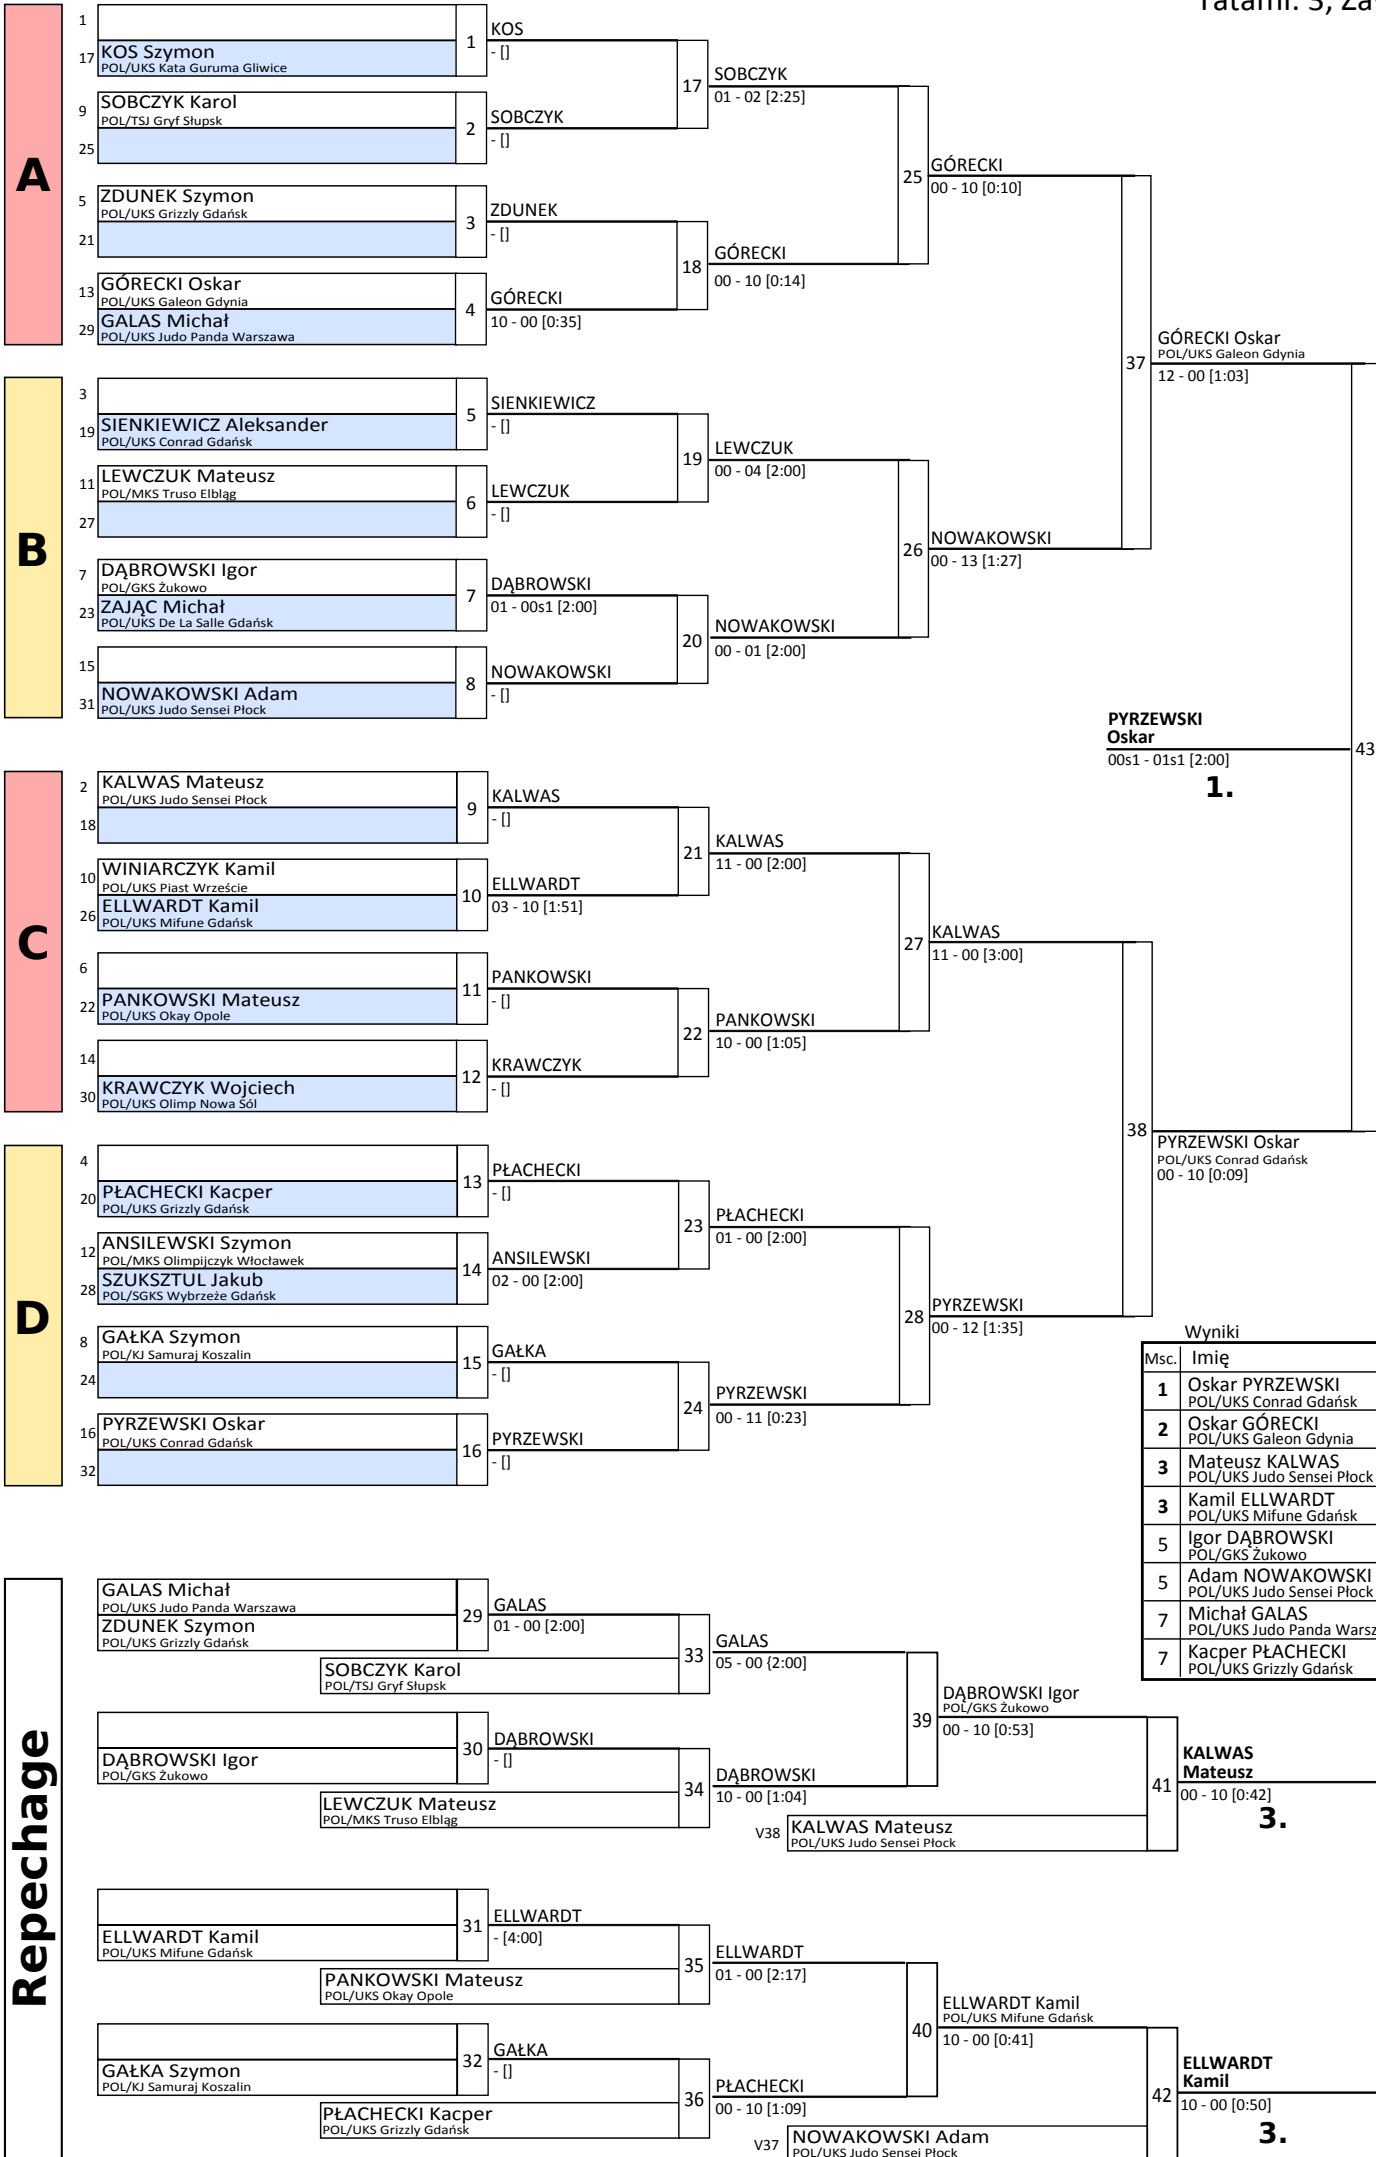 Tatami: 3, Za
A
1
17 KOS Szymon
POL/UKS Kata Guruma Gliwice
1
KOS
- []
9 SOBCZYK Karol
POL/TSJ Gryf Słupsk
25
2
SOBCZYK
- []
17
SOBCZYK
01 - 02 [2:25]
5 ZDUNEK Szymon
POL/UKS Grizzly Gdańsk
21
3
ZDUNEK
- []
13 GÓRECKI Oskar
POL/UKS Galeon Gdynia
29 GALAS Michał
POL/UKS Judo Panda Warszawa
4
GÓRECKI
10 - 00 [0:35]
18
GÓRECKI
00 - 10 [0:14]
25
GÓRECKI
00 - 10 [0:10]
B
3
19 SIENKIEWICZ Aleksander
POL/UKS Conrad Gdańsk
5
SIENKIEWICZ
- []
11 LEWCZUK Mateusz
POL/MKS Truso Elbląg
27
6
LEWCZUK
- []
19
LEWCZUK
00 - 04 [2:00]
7 DĄBROWSKI Igor
POL/GKS Żukowo
23 ZAJĄC Michał
POL/UKS De La Salle Gdańsk
7
DĄBROWSKI
01 - 00s1 [2:00]
15
31 NOWAKOWSKI Adam
POL/UKS Judo Sensei Płock
8
NOWAKOWSKI
- []
20
NOWAKOWSKI
00 - 01 [2:00]
26
NOWAKOWSKI
00 - 13 [1:27]
37
GÓRECKI Oskar
POL/UKS Galeon Gdynia
12 - 00 [1:03]
PYRZEWSKI
Oskar
00s1 - 01s1 [2:00]
1.
43
C
2 KALWAS Mateusz
POL/UKS Judo Sensei Płock
18
9
KALWAS
- []
10 WINIARCZYK Kamil
POL/UKS Piast Wrzeście
26 ELLWARDT Kamil
POL/UKS Mifune Gdańsk
10
ELLWARDT
03 - 10 [1:51]
21
KALWAS
11 - 00 [2:00]
6
22 PANKOWSKI Mateusz
POL/UKS Okay Opole
11
PANKOWSKI
- []
14
30 KRAWCZYK Wojciech
POL/UKS Olimp Nowa Sól
12
KRAWCZYK
- []
22
PANKOWSKI
10 - 00 [1:05]
27
KALWAS
11 - 00 [3:00]
D
4
20 PŁACHECKI Kacper
POL/UKS Grizzly Gdańsk
13
PŁACHECKI
- []
12 ANSILEWSKI Szymon
POL/MKS Olimpijczyk Włocławek
28 SZUKSZTUL Jakub
POL/SGKS Wybrzeże Gdańsk
14
ANSILEWSKI
02 - 00 [2:00]
23
PŁACHECKI
01 - 00 [2:00]
8 GAŁKA Szymon
POL/KJ Samuraj Koszalin
24
15
GAŁKA
- []
16 PYRZEWSKI Oskar
POL/UKS Conrad Gdańsk
32
16
PYRZEWSKI
- []
24
PYRZEWSKI
00 - 11 [0:23]
28
PYRZEWSKI
00 - 12 [1:35]
38
PYRZEWSKI Oskar
POL/UKS Conrad Gdańsk
00 - 10 [0:09]
Wyniki
Msc. Imię
1 Oskar PYRZEWSKI
POL/UKS Conrad Gdańsk
2 Oskar GÓRECKI
POL/UKS Galeon Gdynia
3 Mateusz KALWAS
POL/UKS Judo Sensei Płock
3 Kamil ELLWARDT
POL/UKS Mifune Gdańsk
5 Igor DĄBROWSKI
POL/GKS Żukowo
5 Adam NOWAKOWSKI
POL/UKS Judo Sensei Płock
7 Michał GALAS
POL/UKS Judo Panda Warsz
7 Kacper PŁACHECKI
POL/UKS Grizzly Gdańsk
Repechage
GALAS Michał
POL/UKS Judo Panda Warszawa
ZDUNEK Szymon
POL/UKS Grizzly Gdańsk
29
GALAS
01 - 00 [2:00]
SOBCZYK Karol
POL/TSJ Gryf Słupsk
33
GALAS
05 - 00 {2:00]
DĄBROWSKI Igor
POL/GKS Żukowo
30
DĄBROWSKI
- []
LEWCZUK Mateusz
POL/MKS Truso Elbląg
34
DĄBROWSKI
10 - 00 [1:04]
39
DĄBROWSKI Igor
POL/GKS Żukowo
00 - 10 [0:53]
V38 KALWAS Mateusz
POL/UKS Judo Sensei Płock
41
KALWAS
Mateusz
00 - 10 [0:42]
3.
ELLWARDT Kamil
POL/UKS Mifune Gdańsk
31
ELLWARDT
- [4:00]
PANKOWSKI Mateusz
POL/UKS Okay Opole
35
ELLWARDT
01 - 00 [2:17]
GAŁKA Szymon
POL/KJ Samuraj Koszalin
32
GAŁKA
- []
PŁACHECKI Kacper
POL/UKS Grizzly Gdańsk
36
PŁACHECKI
00 - 10 [1:09]
40
ELLWARDT Kamil
POL/UKS Mifune Gdańsk
10 - 00 [0:41]
V37 NOWAKOWSKI Adam
POL/UKS Judo Sensei Płock
42
ELLWARDT
Kamil
10 - 00 [0:50]
3.